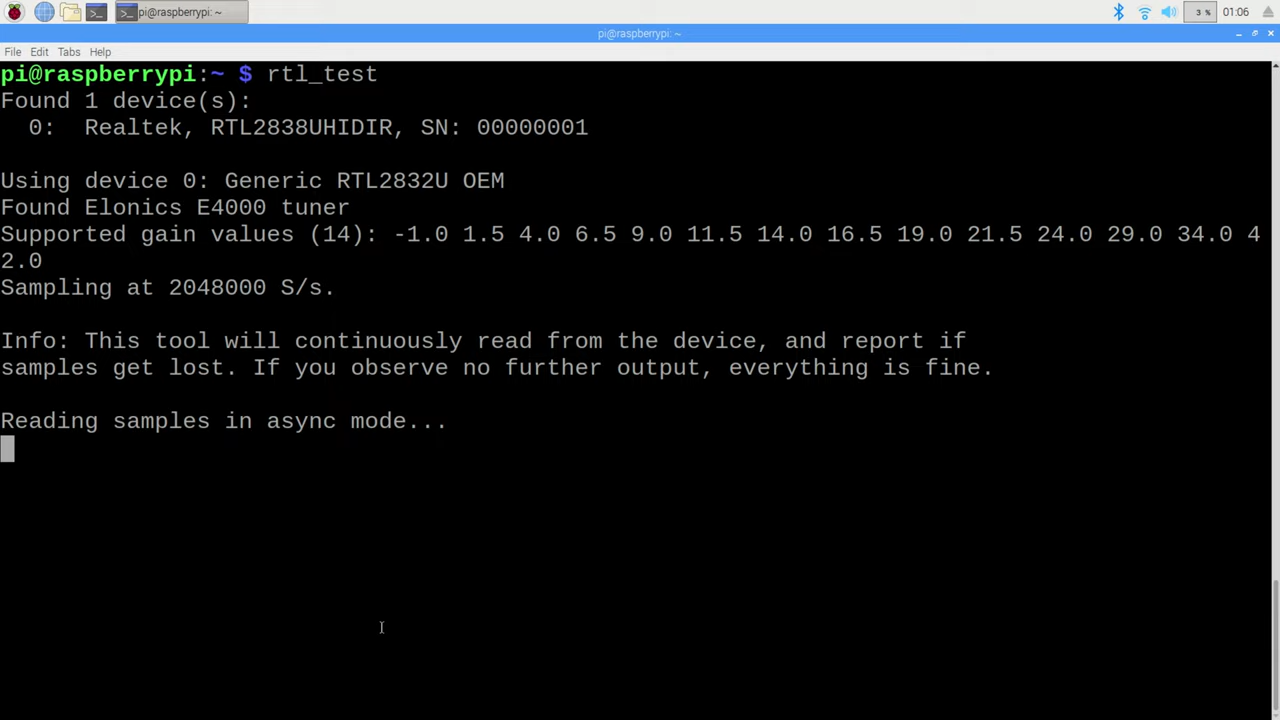 pi@raspberrypi: ~
3 %
01:06
pi@raspberrypi: ~
File Edit Tabs Help
pi@raspberrypi:~ $ rtl_test
Found 1 device(s):
  0:  Realtek, RTL2838UHIDIR, SN: 00000001
Using device 0: Generic RTL2832U OEM
Found Elonics E4000 tuner
Supported gain values (14): -1.0 1.5 4.0 6.5 9.0 11.5 14.0 16.5 19.0 21.5 24.0 29.0 34.0 4
2.0
Sampling at 2048000 S/s.
Info: This tool will continuously read from the device, and report if
samples get lost. If you observe no further output, everything is fine.
Reading samples in async mode...